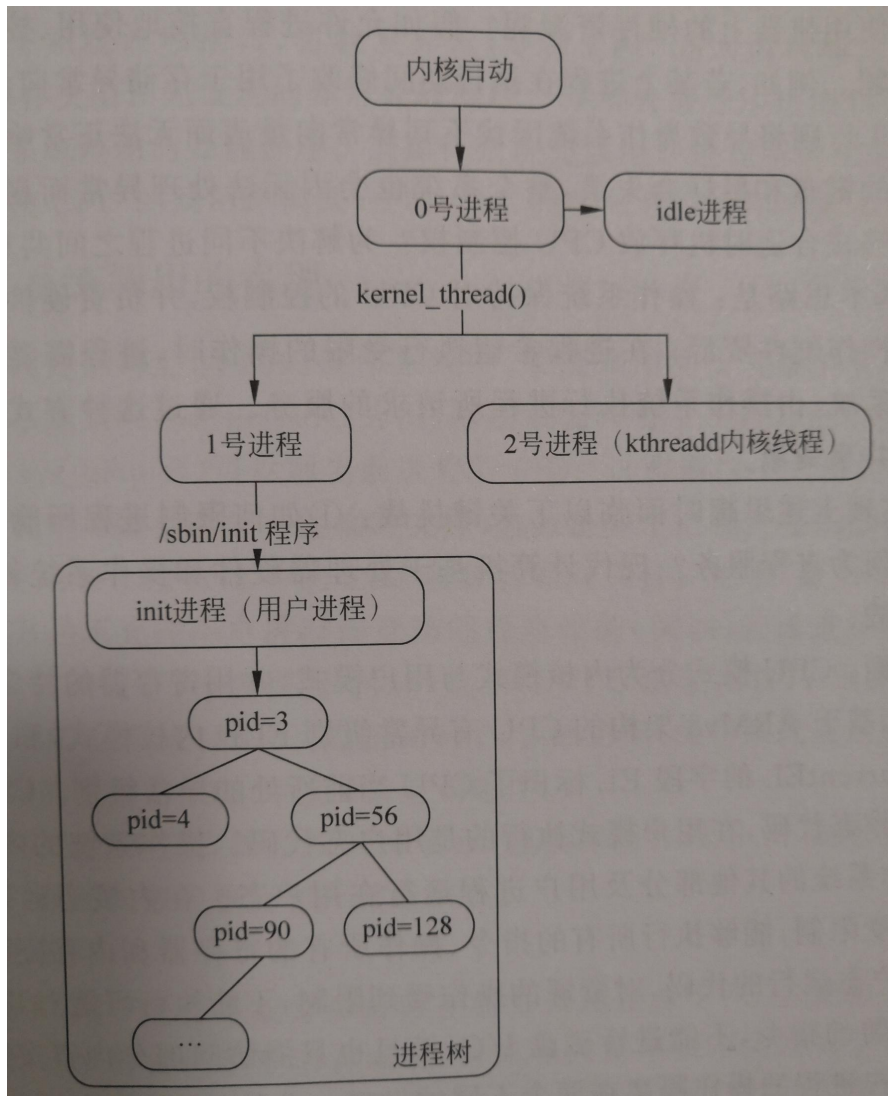 内核启动
0号进程
idle进程
kernel_thread()
1号进程
2号进程（kthreadd内核线程）
/sbin/init 程序
init进程（用户进程）
pid=3
pid=4
pid=56
pid=90
pid=128
…
进程树